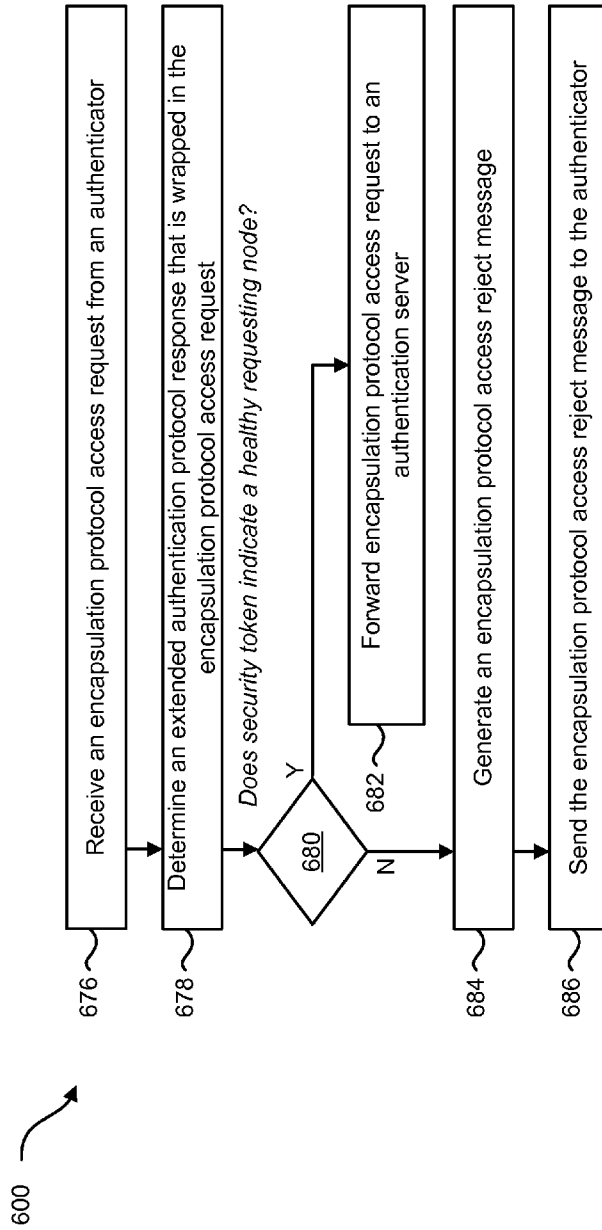 600
676
Receive an encapsulation protocol access request from an authenticator
678
Determine an extended authentication protocol response that is wrapped in the
encapsulation protocol access request
Does security token indicate a healthy requesting node?
680
Y
N
682
Forward encapsulation protocol access request to an
authentication server
684
Generate an encapsulation protocol access reject message
686
Send the encapsulation protocol access reject message to the authenticator